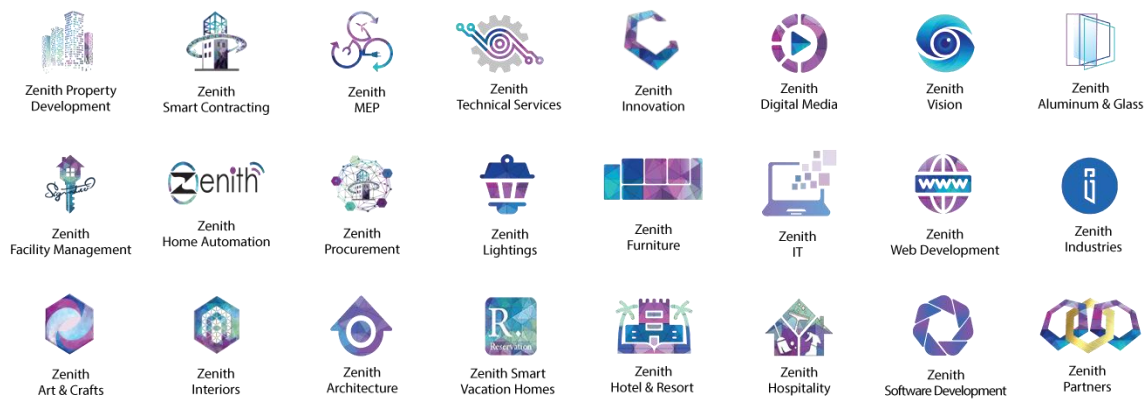 Zenith Property
Development
Zenith
Smart Contracting
Zenith
MEP
Zenith
Technical Services
Zenith
Innovation
Zenith
Digital Media
Zenith
Vision
Zenith
Aluminum & Glass
Signature
Zenith
Facility Management
Zenith
Zenith
Home Automation
Zenith
Procurement
Zenith
Lightings
Zenith
Furniture
Zenith
IT
www
Zenith
Web Development
Zenith
Industries
Zenith
Art & Crafts
Zenith
Interiors
Zenith
Architecture
R.
Reservation
Zenith Smart
Vacation Homes
Zenith
Hotel & Resort
Zenith
Hospitality
Zenith
Software Development
Zenith
Partners